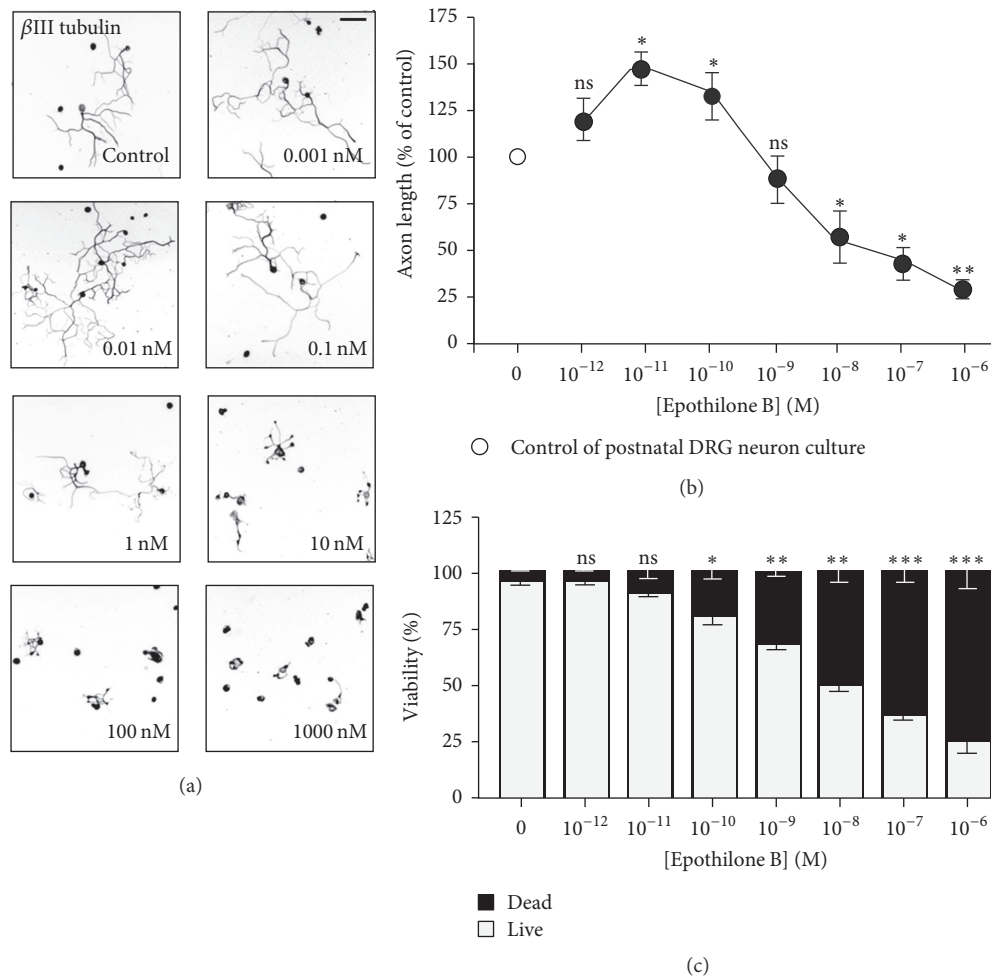 βIII tubulin
Control
0.001 nM
0.01 nM
0.1 nM
1 nM
10 nM
100 nM
1000 nM
(a)
Axon length (% of control)
175
150
125
100
75
50
25
0
ns
*
*
ns
*
*
**
0 10⁻¹² 10⁻¹¹ 10⁻¹⁰ 10⁻⁹ 10⁻⁸ 10⁻⁷ 10⁻⁶
[Epothilone B] (M)
Control of postnatal DRG neuron culture
(b)
Viability (%)
125
100
75
50
25
0
ns ns * ** ** *** ***
0 10⁻¹² 10⁻¹¹ 10⁻¹⁰ 10⁻⁹ 10⁻⁸ 10⁻⁷ 10⁻⁶
[Epothilone B] (M)
Dead
Live
(c)